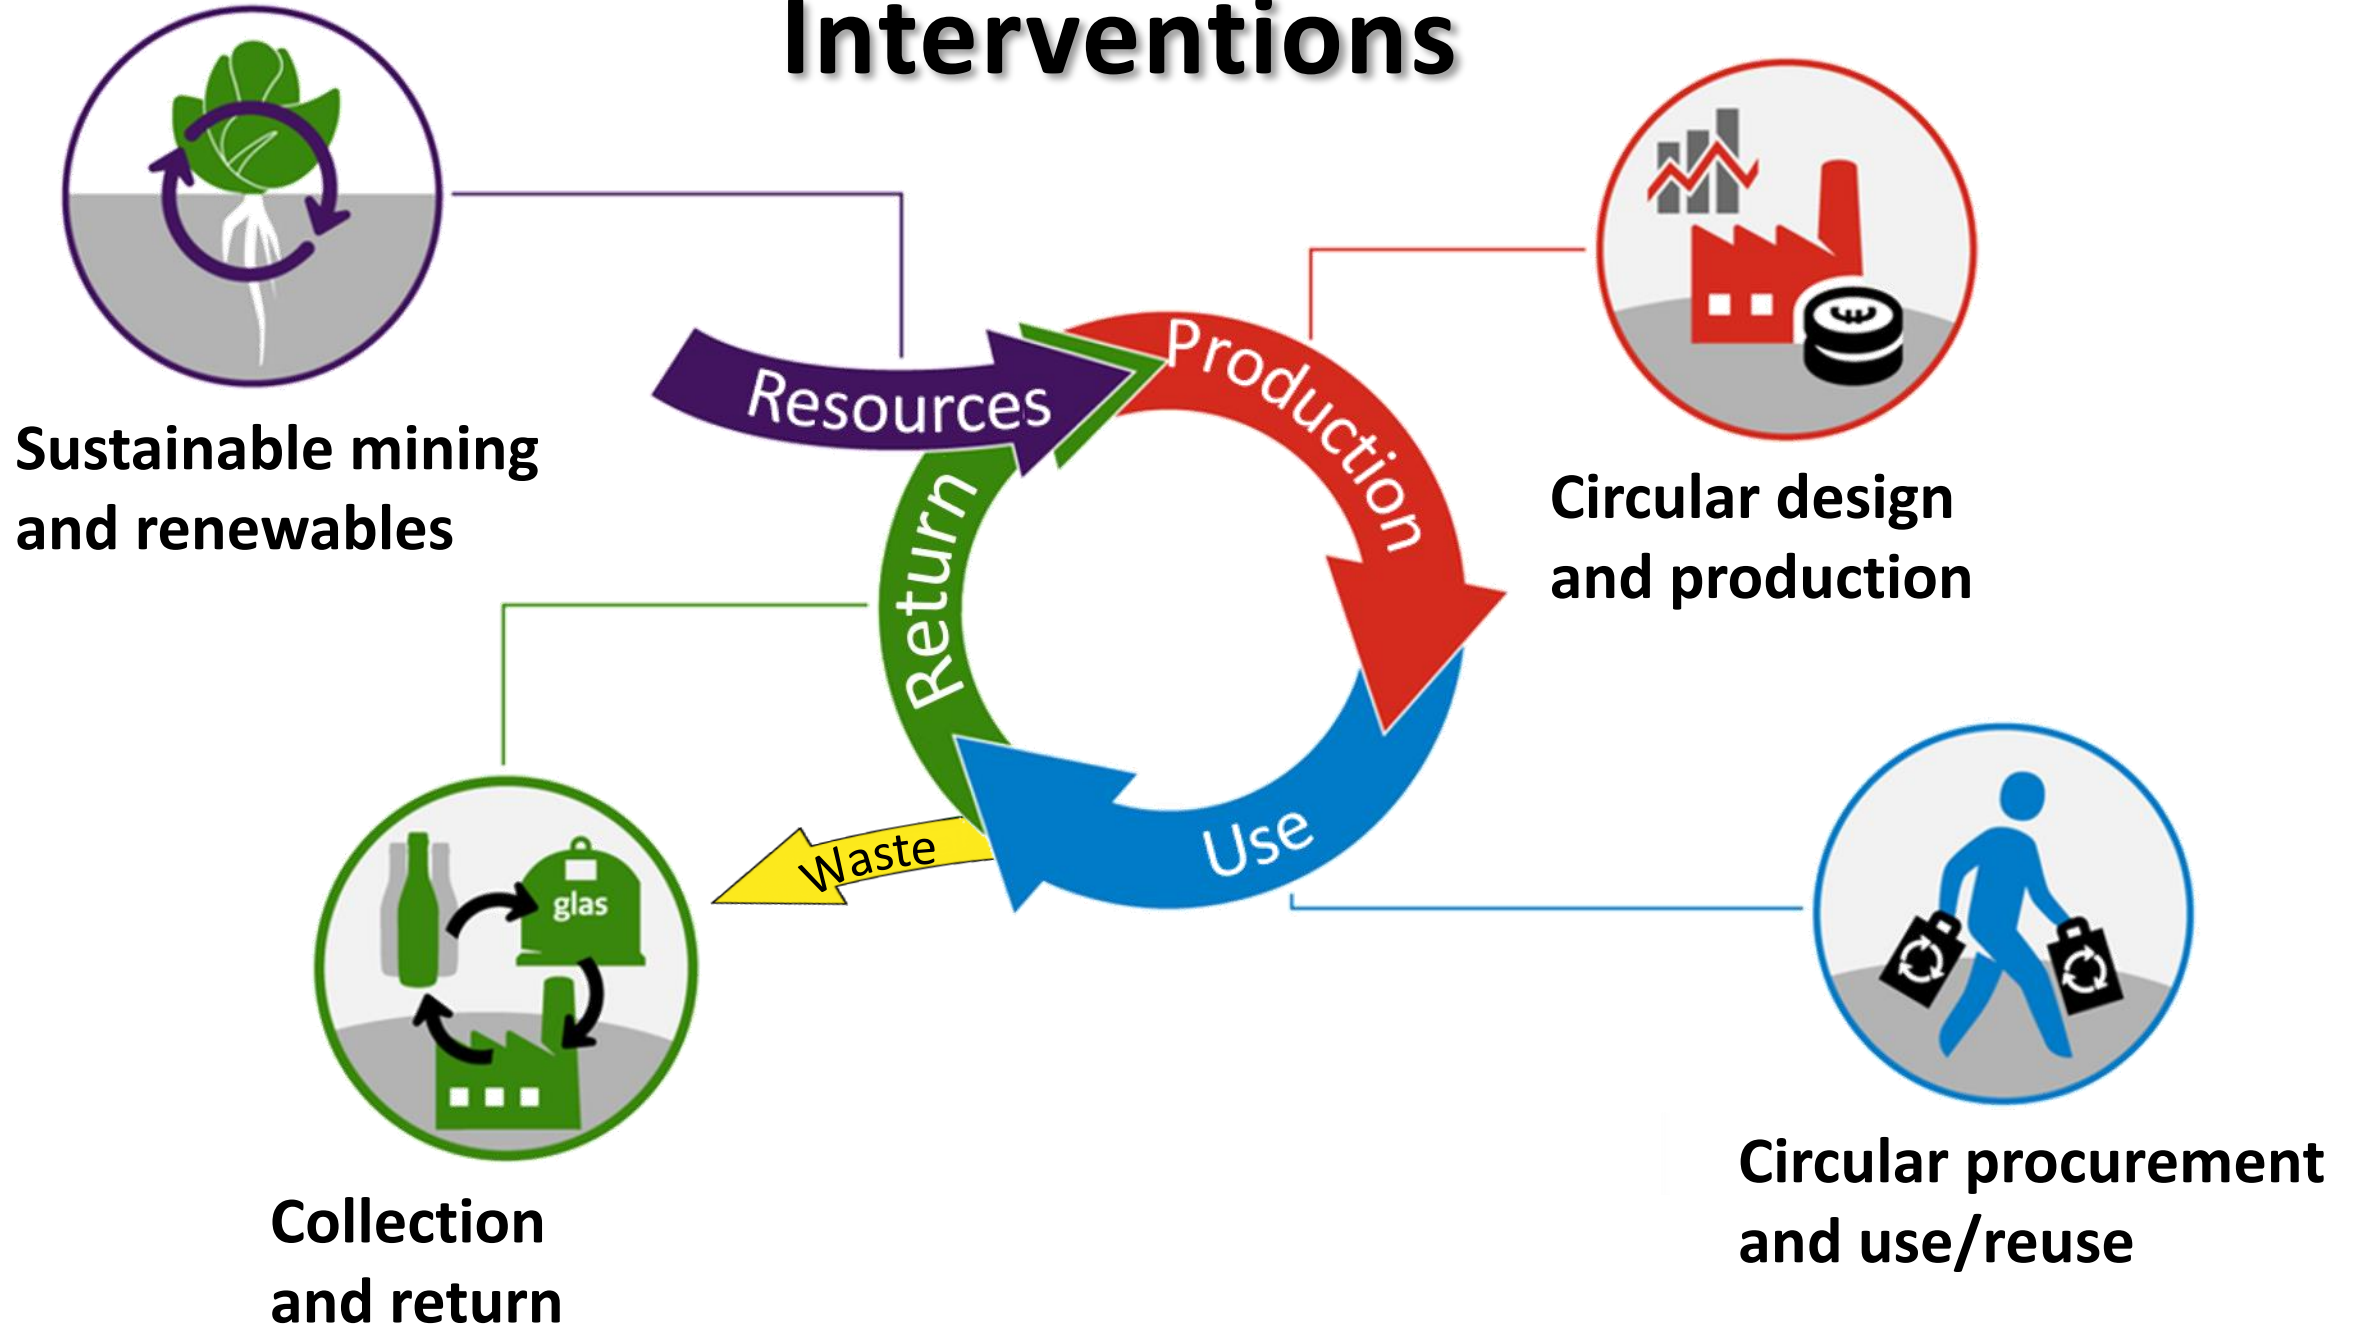 Interventions
Sustainable mining
and renewables
Resources
Production
Circular design
and production
Return
Use
Waste
glas
Collection
and return
Circular procurement
and use/reuse